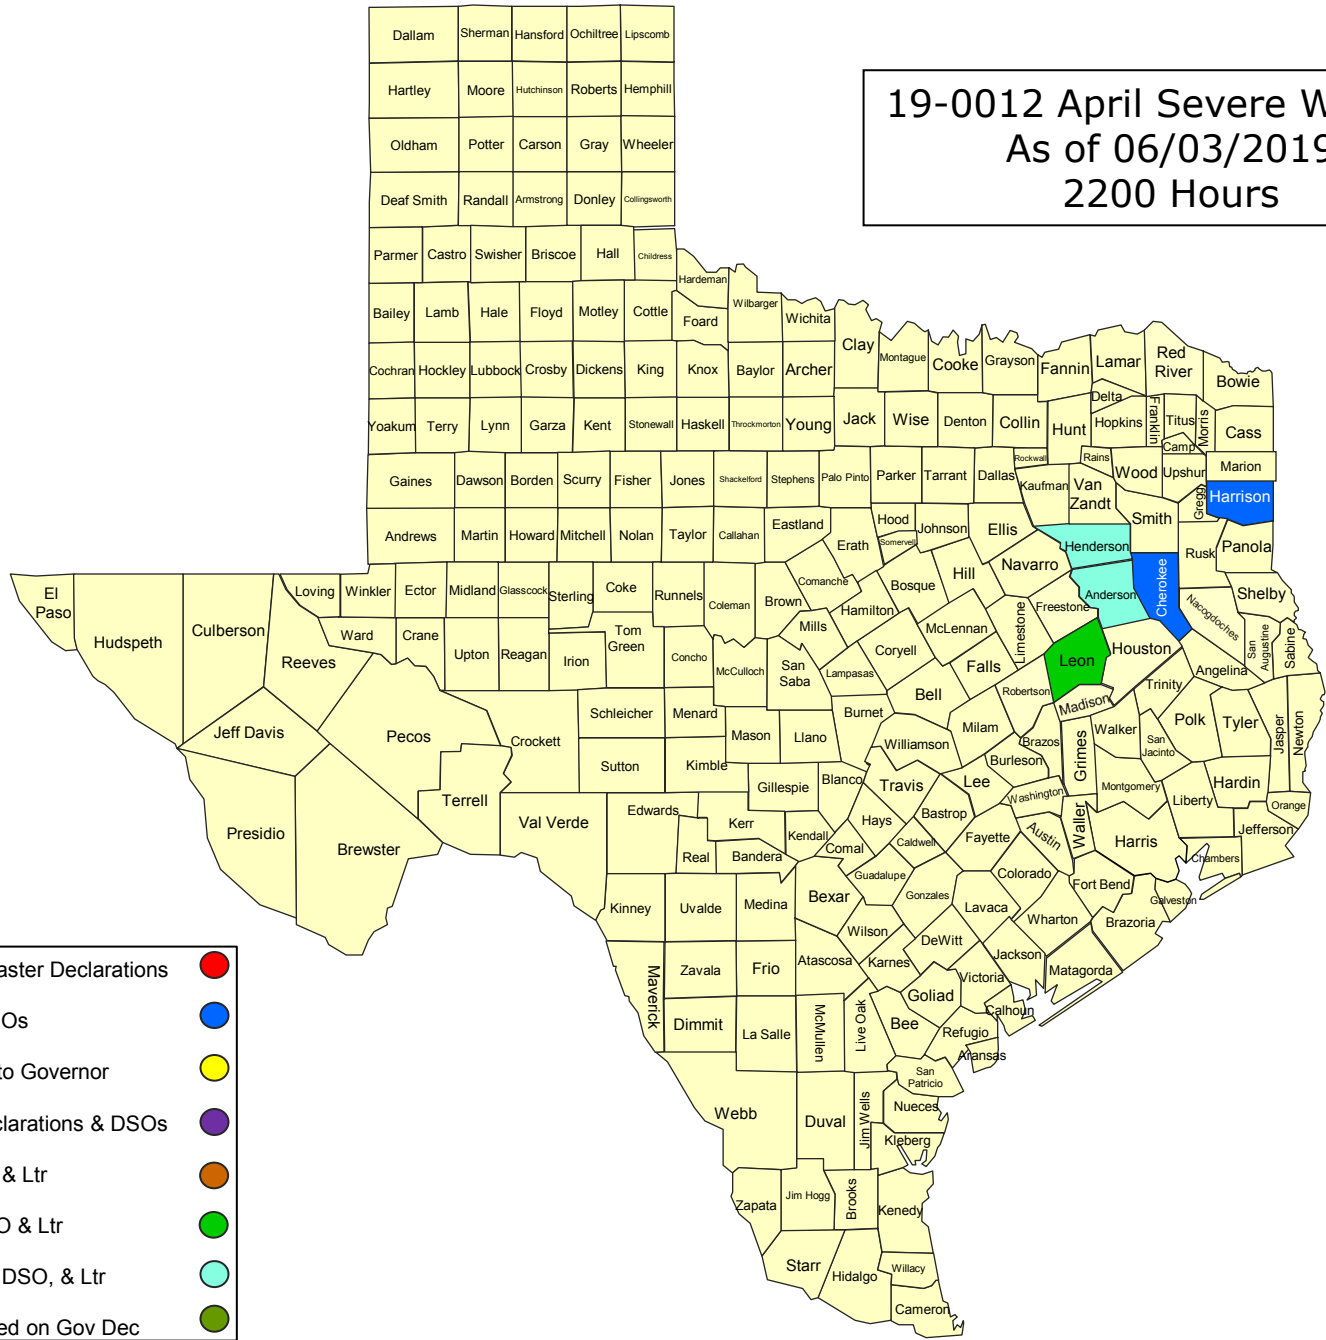 Dallam Sherman Hansford Ochiltree Lipscomb
Hartley Moore Hutchinson Roberts Hemphill
19-0012 April Severe W
As of 06/03/2019
2200 Hours
Oldham Potter Carson Gray Wheeler
Deaf Smith Randall Armstrong Donley Collingsworth
Parmer Castro Swisher Briscoe Hall Childress
Hardeman
Bailey Lamb Hale Floyd Motley Cottle Foard Wilbarger Wichita
Clay Montague Cooke Grayson Fannin Lamar Red
River Bowie
Cochran Hockley Lubbock Crosby Dickens King Knox Baylor Archer
Delta
Yoakum Terry Lynn Garza Kent Stonewall Haskell Throckmorton Young Jack Wise Denton Collin Hunt Hopkins Franklin Titus Morris Cass
Camp
Rockwall Rains Wood Upshur Marion
Gaines Dawson Borden Scurry Fisher Jones Shackelford Stephens Palo Pinto Parker Tarrant Dallas Kaufman Van
Zandt Gregg Harrison
Andrews Martin Howard Mitchell Nolan Taylor Callahan Eastland Erath Hood Somervell Johnson Ellis Henderson Smith Rusk Panola
El
Paso Hudspeth Culberson Loving Winkler Ector Midland Glasscock Sterling Coke Runnels Coleman Brown Comanche Hamilton Bosque Hill Navarro Freestone Anderson Cherokee Nacogdoches Shelby
Reeves Ward Crane Upton Reagan Irion Tom
Green Concho McCulloch San
Saba Mills Lampasas Coryell McLennan Falls Limestone Leon Houston Angelina San
Augustine Sabine
Jeff Davis Pecos Crockett Schleicher Menard Mason Llano Burnet Bell Milam Robertson Madison Trinity Walker San
Jacinto Polk Tyler Jasper Newton
Sutton Kimble Gillespie Blanco Williamson Travis Lee Burleson Brazos Grimes Washington Montgomery Liberty Hardin Orange
Presidio Brewster Terrell Val Verde Edwards Kerr Real Bandera Kendall Comal Hays Caldwell Bastrop Fayette Austin Waller Harris Jefferson Chambers
Kinney Uvalde Medina Bexar Guadalupe Gonzales Lavaca Colorado Fort Bend Wharton Brazoria Galveston
Maverick Zavala Frio Atascosa Wilson Karnes DeWitt Jackson Matagorda Victoria
Dimmit La Salle McMullen Live Oak Bee Goliad Refugio Calhoun Aransas
San
Patricio
Webb Duval Jim Wells Nueces
Kleberg
Zapata Jim Hogg Brooks Kenedy
Starr Hidalgo Willacy
Cameron
aster Declarations
Os
to Governor
clarations & DSOs
& Ltr
O & Ltr
DSO, & Ltr
ed on Gov Dec